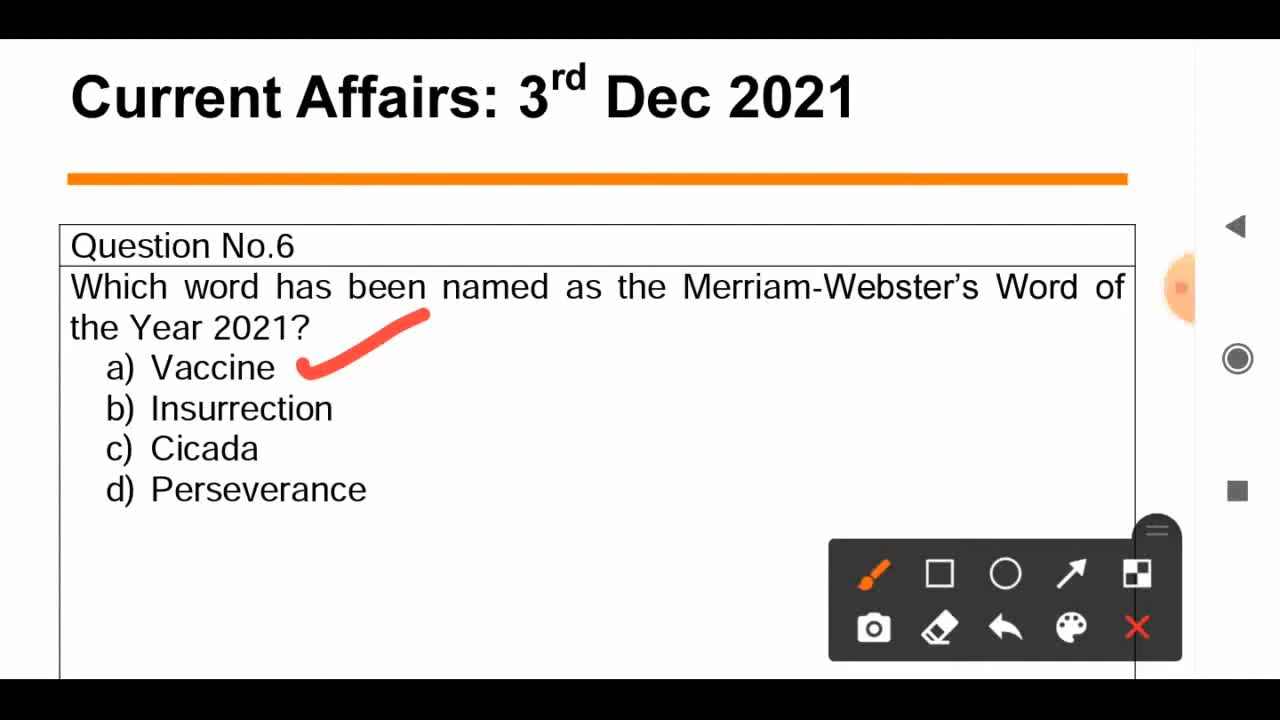 Current Affairs: 3rd Dec 2021
Question No.6
Which word has been named as the Merriam-Webster’s Word of
the Year 2021?
a) Vaccine
b) Insurrection
c) Cicada
d) Perseverance